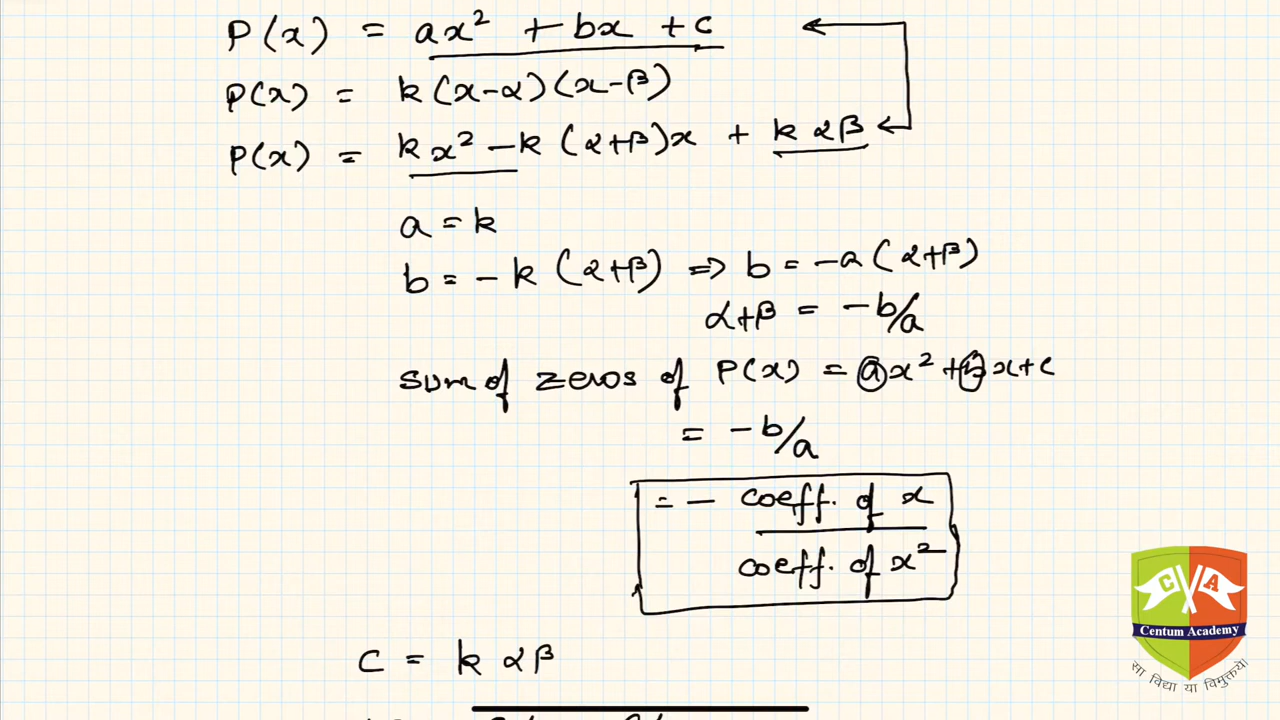 P(x) = ax² + bx + c
P(x) = k(x-α)(x-β)
P(x) = kx² - k(α+β)x + kαβ
a = k
b = -k(α+β) ⇒ b = -a(α+β)
α+β = -b/a
Sum of zeros of P(x) = ax² + bx + c
= -b/a
= - coeff. of x
coeff. of x²
C = kαβ
C A
Centum Academy
सा विद्या या विमुक्तये।